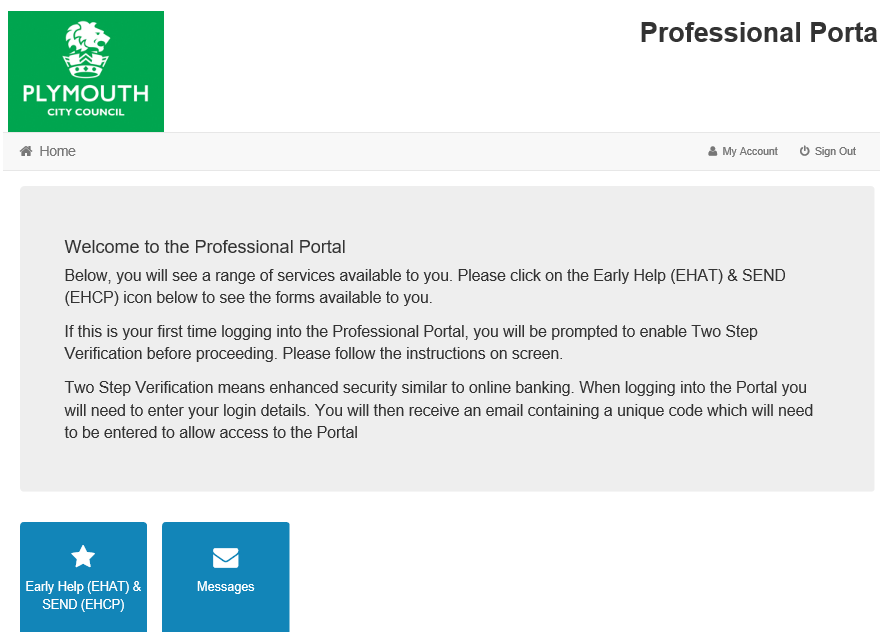 PLYMOUTH
CITY COUNCIL
Professional Porta
Home
My Account
Sign Out
Welcome to the Professional Portal
Below, you will see a range of services available to you. Please click on the Early Help (EHAT) & SEND
(EHCP) icon below to see the forms available to you.
If this is your first time logging into the Professional Portal, you will be prompted to enable Two Step
Verification before proceeding. Please follow the instructions on screen.
Two Step Verification means enhanced security similar to online banking. When logging into the Portal you
will need to enter your login details. You will then receive an email containing a unique code which will need
to be entered to allow access to the Portal
Early Help (EHAT) &
SEND (EHCP)
Messages